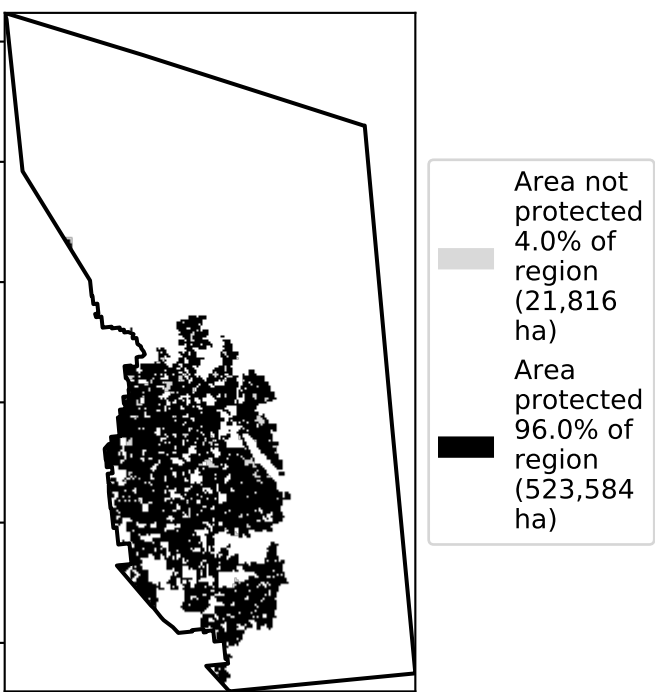 Area not
protected
4.0% of
region
(21,816
ha)
Area
protected
96.0% of
region
(523,584
ha)